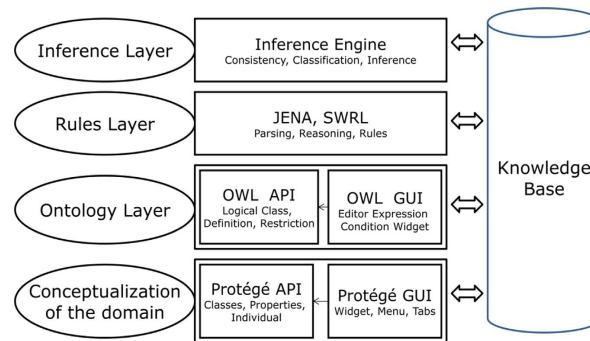 Inference Layer
Inference Engine
Consistency, Classification, Inference
Rules Layer
JENA, SWRL
Parsing, Reasoning, Rules
Knowledge
Base
Ontology Layer
OWL API
Logical Class,
Definition, Restriction
OWL GUI
Editor Expression
Condition Widget
Conceptualization
of the domain
Protégé API
Classes, Properties,
Individual
Protégé GUI
Widget, Menu, Tabs